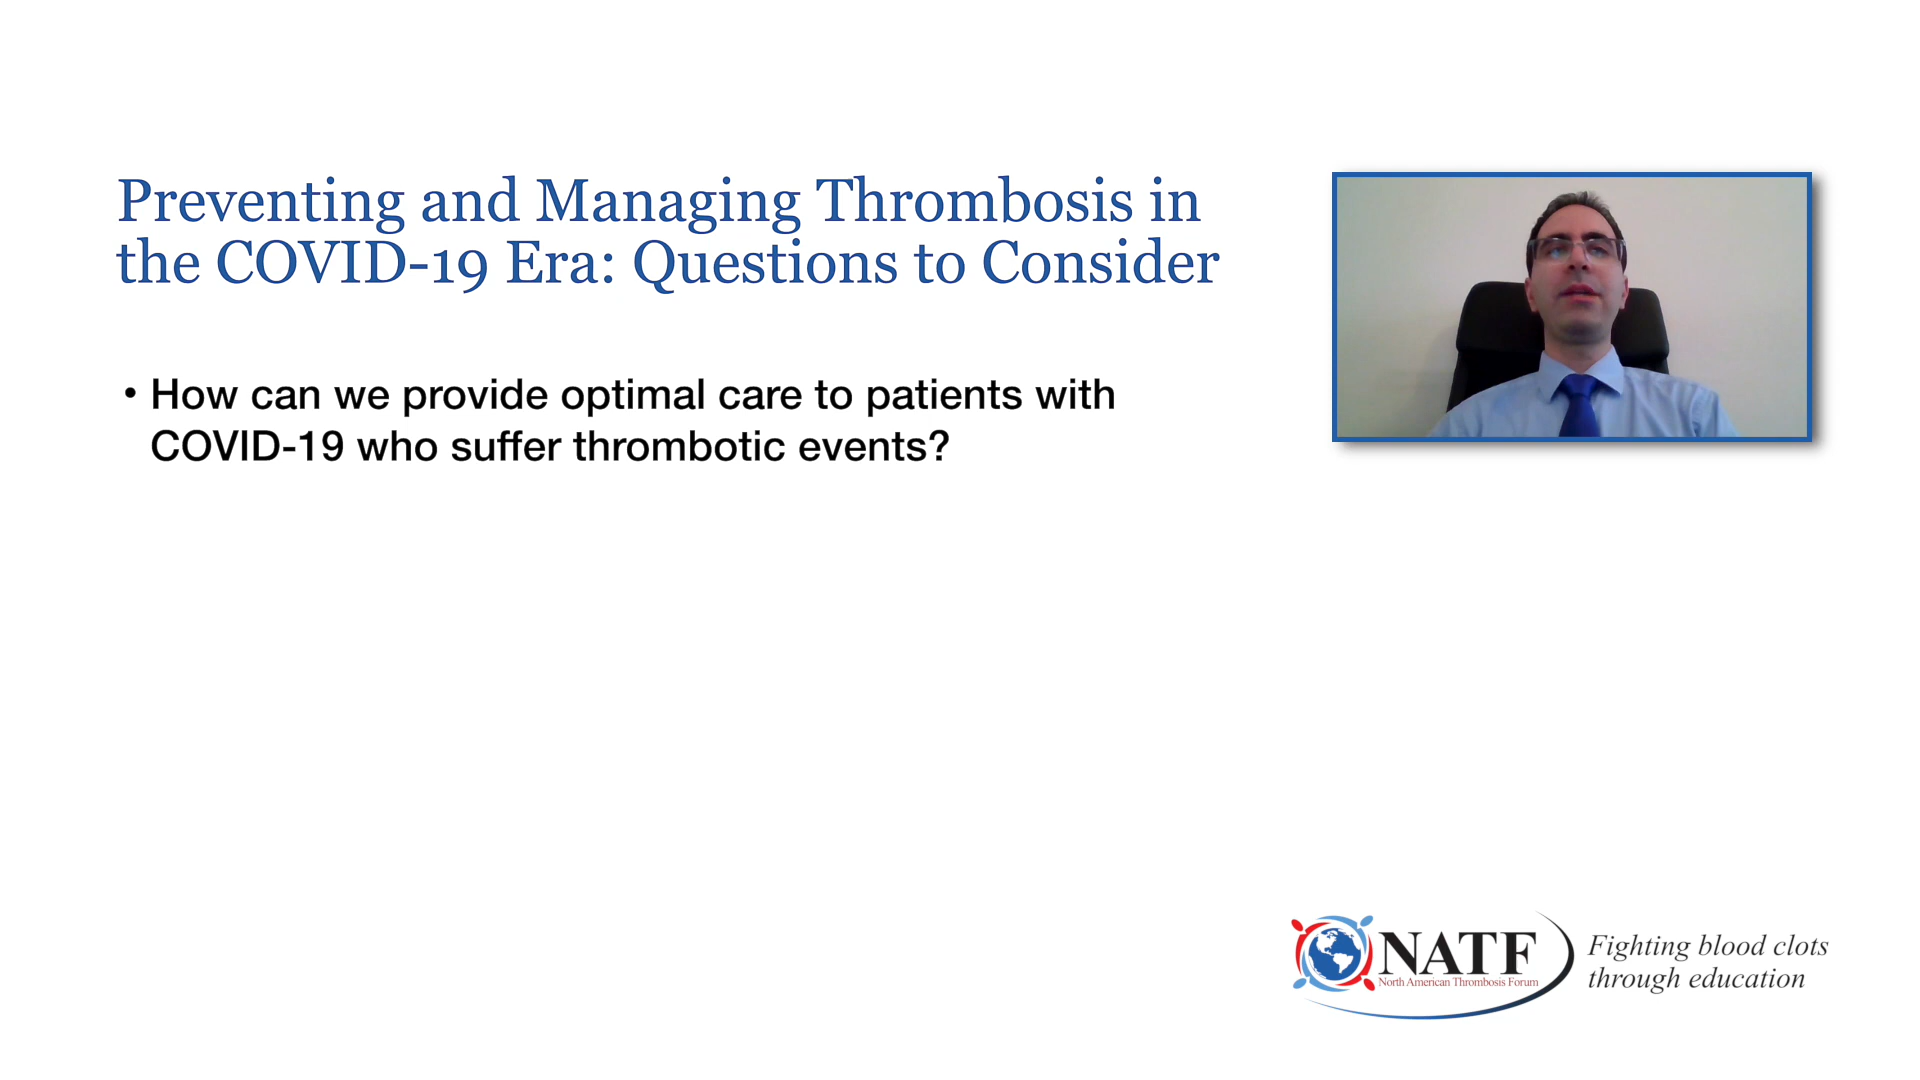 Preventing and Managing Thrombosis in
the COVID-19 Era: Questions to Consider
• How can we provide optimal care to patients with
COVID-19 who suffer thrombotic events?
NATF
North American Thrombosis Forum
Fighting blood clots
through education